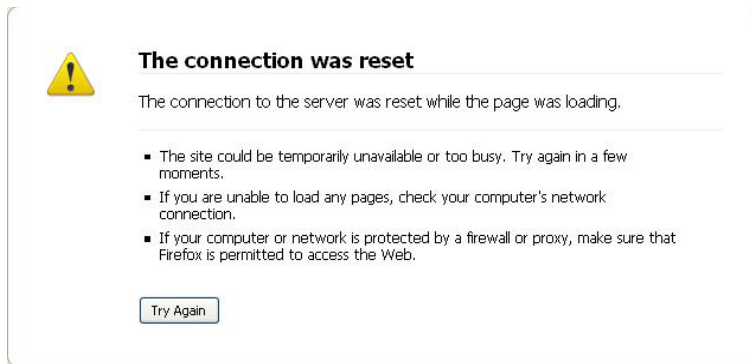 The connection was reset
The connection to the server was reset while the page was loading.
The site could be temporarily unavailable or too busy. Try again in a few
moments.
If you are unable to load any pages, check your computer's network
connection.
If your computer or network is protected by a firewall or proxy, make sure that
Firefox is permitted to access the Web.
Try Again